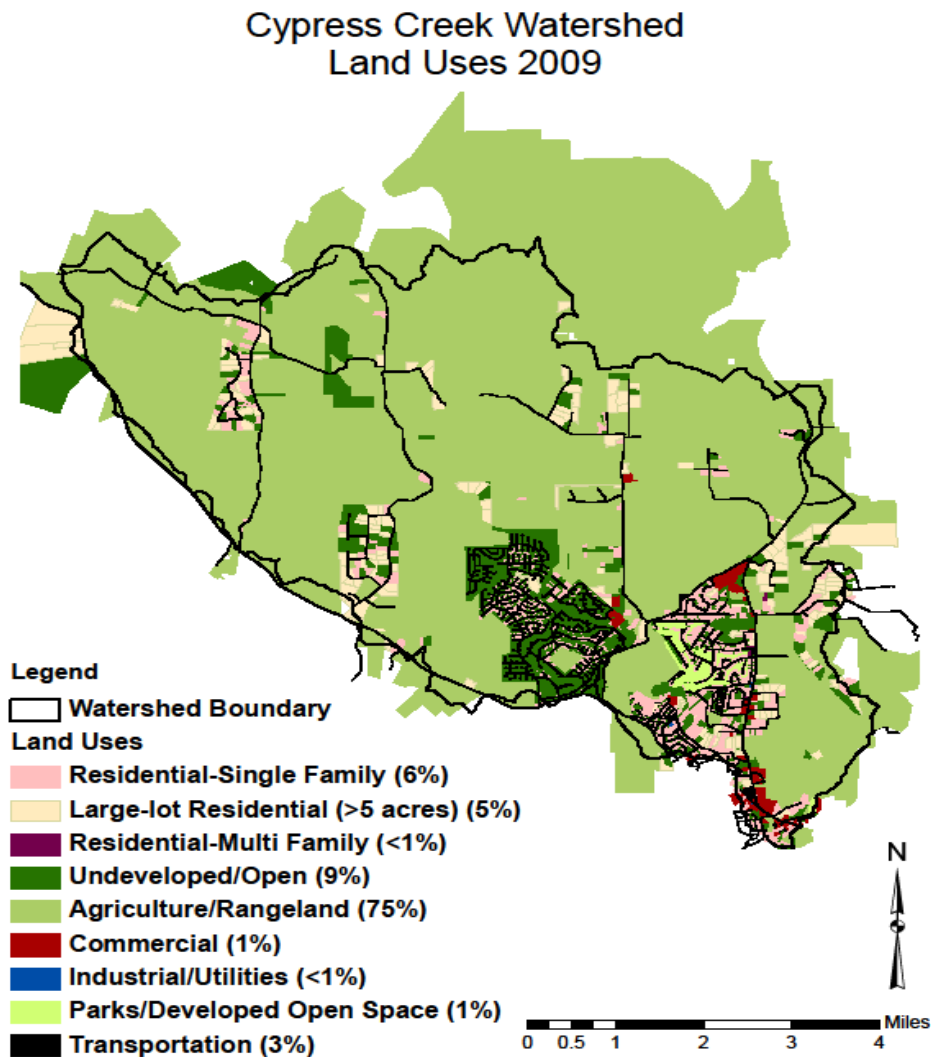 Cypress Creek Watershed
Land Uses 2009
Legend
Watershed Boundary
Land Uses
Residential-Single Family (6%)
Large-lot Residential (>5 acres) (5%)
Residential-Multi Family (<1%)
Undeveloped/Open (9%)
Agriculture/Rangeland (75%)
Commercial (1%)
Industrial/Utilities (<1%)
Parks/Developed Open Space (1%)
Transportation (3%)
N
Miles
0 0.5 1 2 3 4